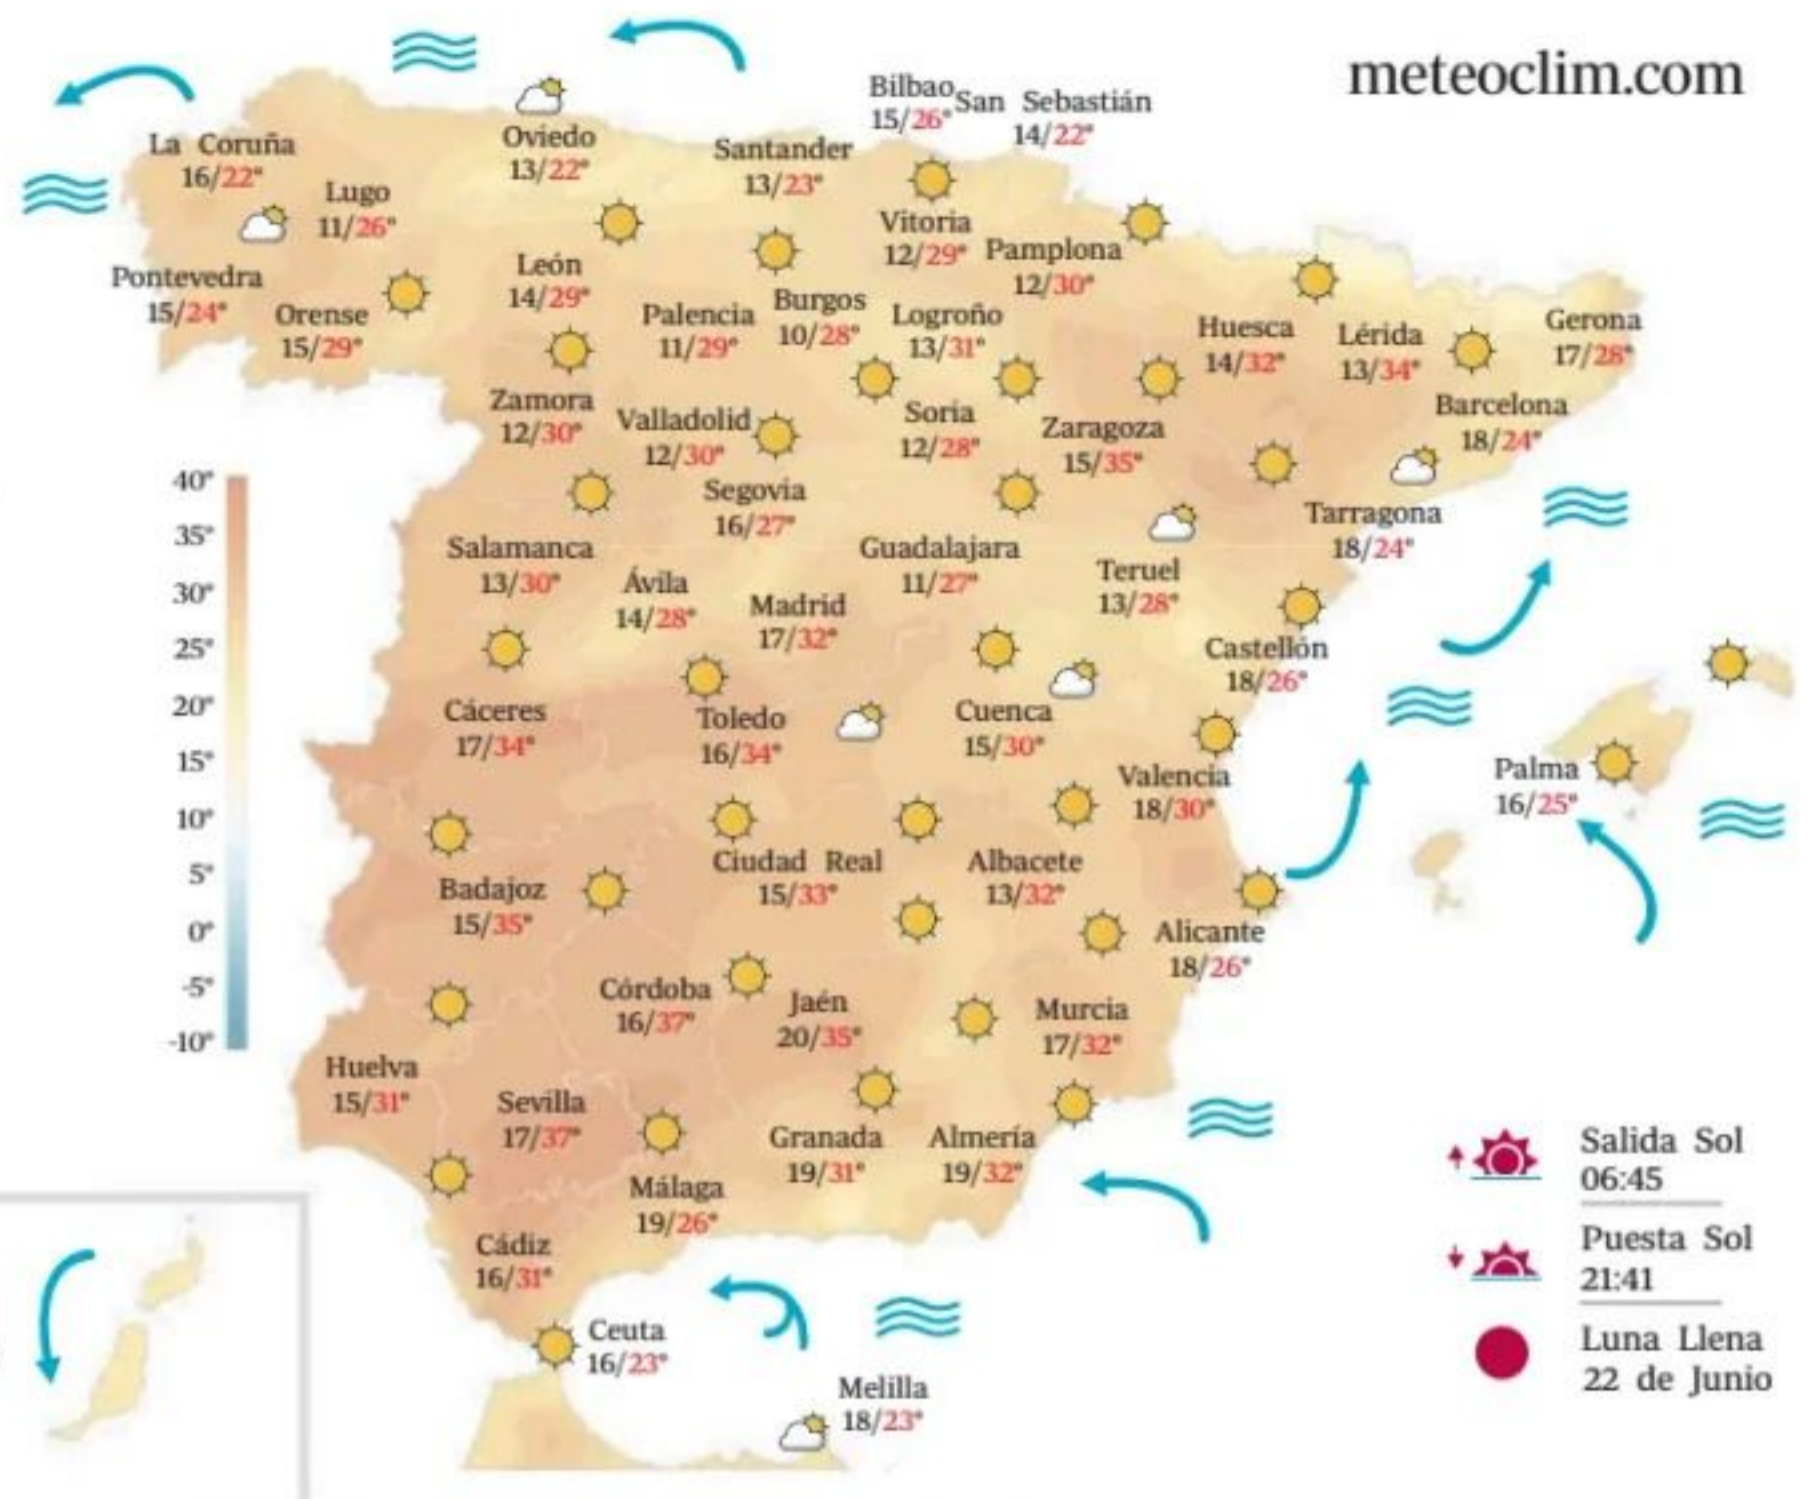 meteoclim.com
Bilbao
15/26°
San Sebastián
14/22°
La Coruña
16/22°
Oviedo
13/22°
Santander
13/23°
Lugo
11/26°
Vitoria
12/29°
Pamplona
12/30°
Pontevedra
15/24°
León
14/29°
Orense
15/29°
Palencia
11/29°
Burgos
10/28°
Logroño
13/31°
Huesca
14/32°
Lérida
13/34°
Gerona
17/28°
Zamora
12/30°
Valladolid
12/30°
Soria
12/28°
Zaragoza
15/35°
Barcelona
18/24°
Segovia
16/27°
Tarragona
18/24°
Salamanca
13/30°
Ávila
14/28°
Madrid
17/32°
Guadalajara
11/27°
Teruel
13/28°
Castellón
18/26°
Cáceres
17/34°
Toledo
16/34°
Cuenca
15/30°
Valencia
18/30°
Palma
16/25°
Badajoz
15/35°
Ciudad Real
15/33°
Albacete
13/32°
Alicante
18/26°
Córdoba
16/37°
Jaén
20/35°
Murcia
17/32°
Huelva
15/31°
Sevilla
17/37°
Granada
19/31°
Almería
19/32°
Málaga
19/26°
Cádiz
16/31°
Ceuta
16/23°
Melilla
18/23°
40°
35°
30°
25°
20°
15°
10°
5°
0°
-5°
-10°
Salida Sol
06:45
Puesta Sol
21:41
Luna Llena
22 de Junio